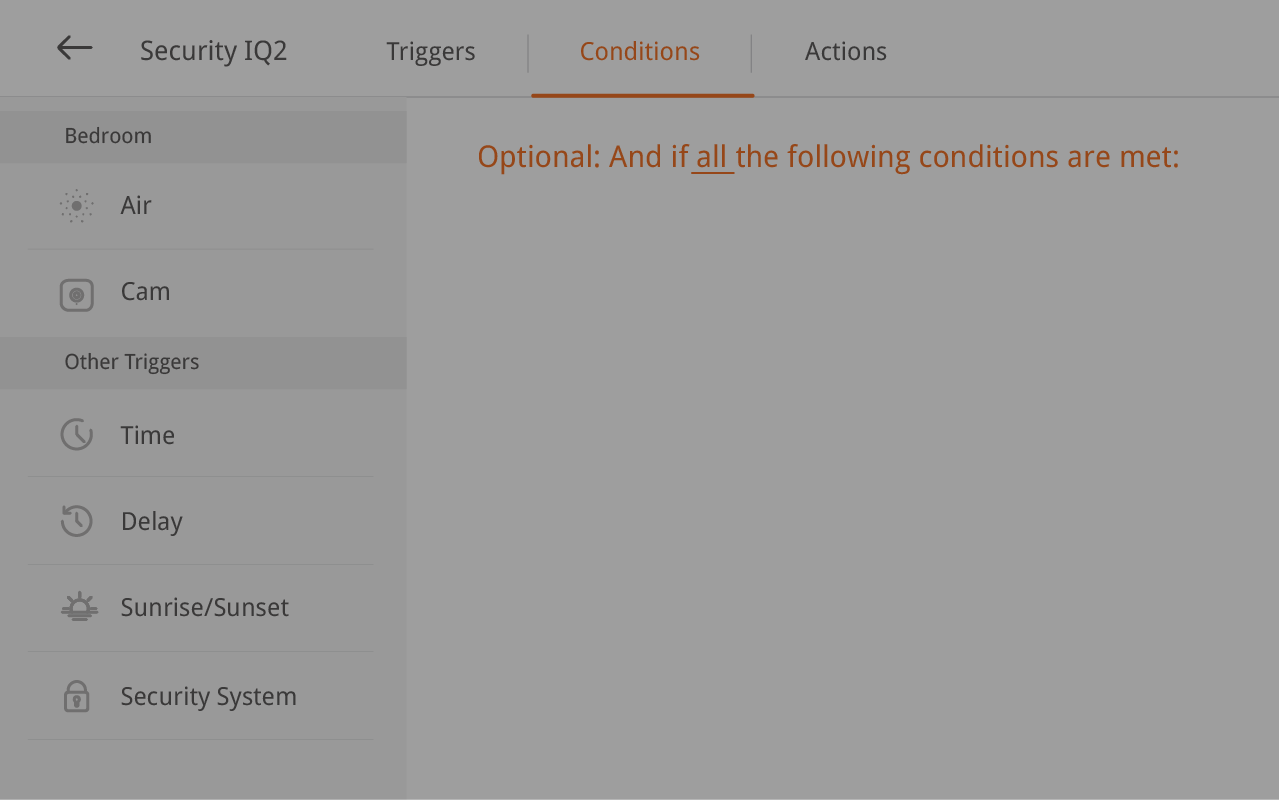 Security IQ2
Triggers
Conditions
Actions
Bedroom
Air
Cam
Other Triggers
Time
Delay
Sunrise/Sunset
Security System
Optional: And if all the following conditions are met: